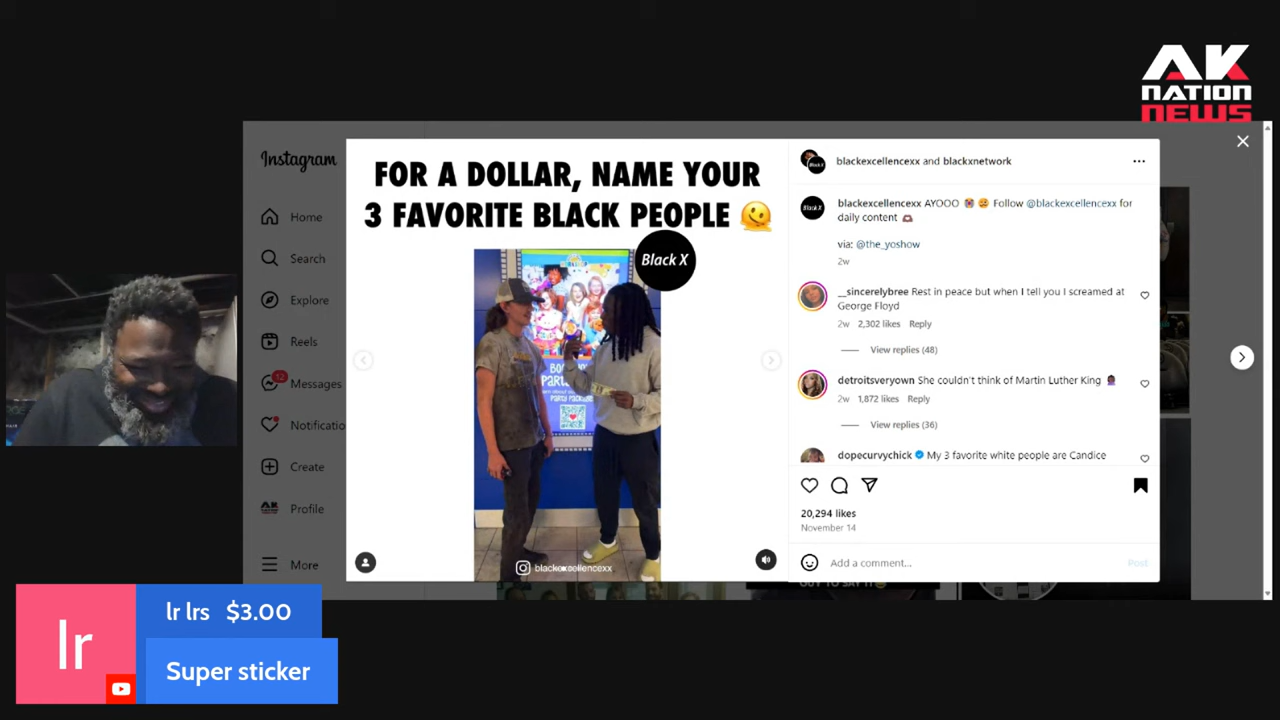 AK
NATION
NEWS
Instagram
Home
Search
Explore
Reels
12
Messages
Notificatio
Create
Profile
More
FOR A DOLLAR, NAME YOUR
3 FAVORITE BLACK PEOPLE 🫠
Black X
blackexcellencexx
blackexcellencexx and blackxnetwork
Black X
blackexcellencexx AYOOO 😭 Follow @blackexcellencexx for
daily content 🫶🏾
via: @the_yoshow
2w
__sincerelybree Rest in peace but when I tell you I screamed at
George Floyd
2w 2,302 likes Reply
View replies (48)
detroitsveryown She couldn't think of Martin Luther King
2w 1,872 likes Reply
View replies (36)
dopecurvychick My 3 favorite white people are Candice
20,294 likes
November 14
Add a comment...
Post
lr
lr lrs $3.00
Super sticker